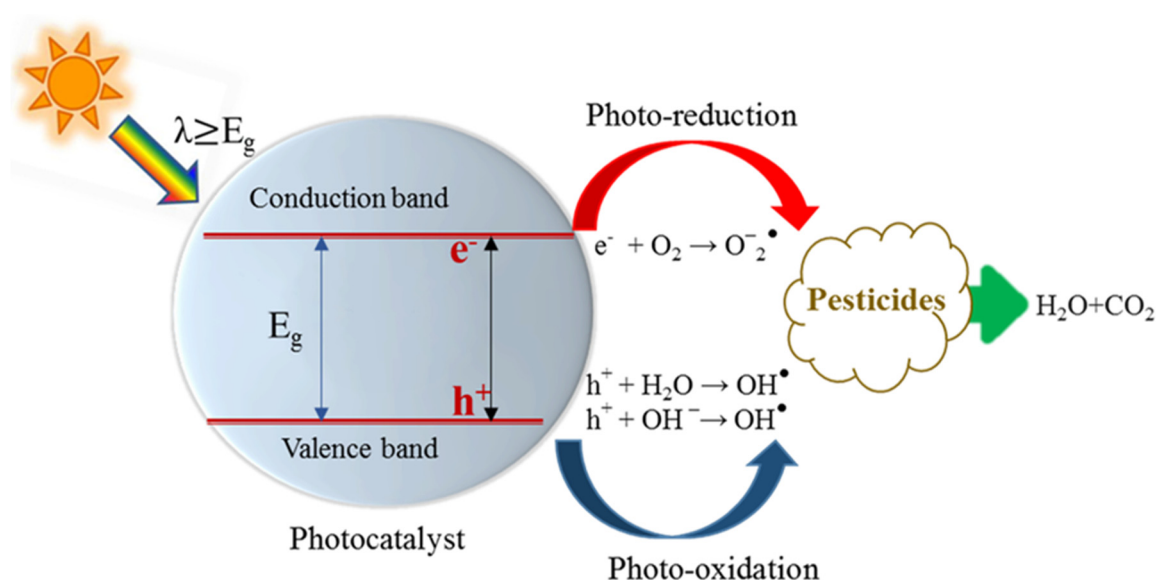 Photo-reduction
λ≥Eg
Conduction band
e⁻
e⁻ + O₂ → O⁻₂•
Eg
Pesticides
H₂O+CO₂
h⁺
h⁺ + H₂O → OH•
h⁺ + OH⁻→ OH•
Valence band
Photocatalyst
Photo-oxidation